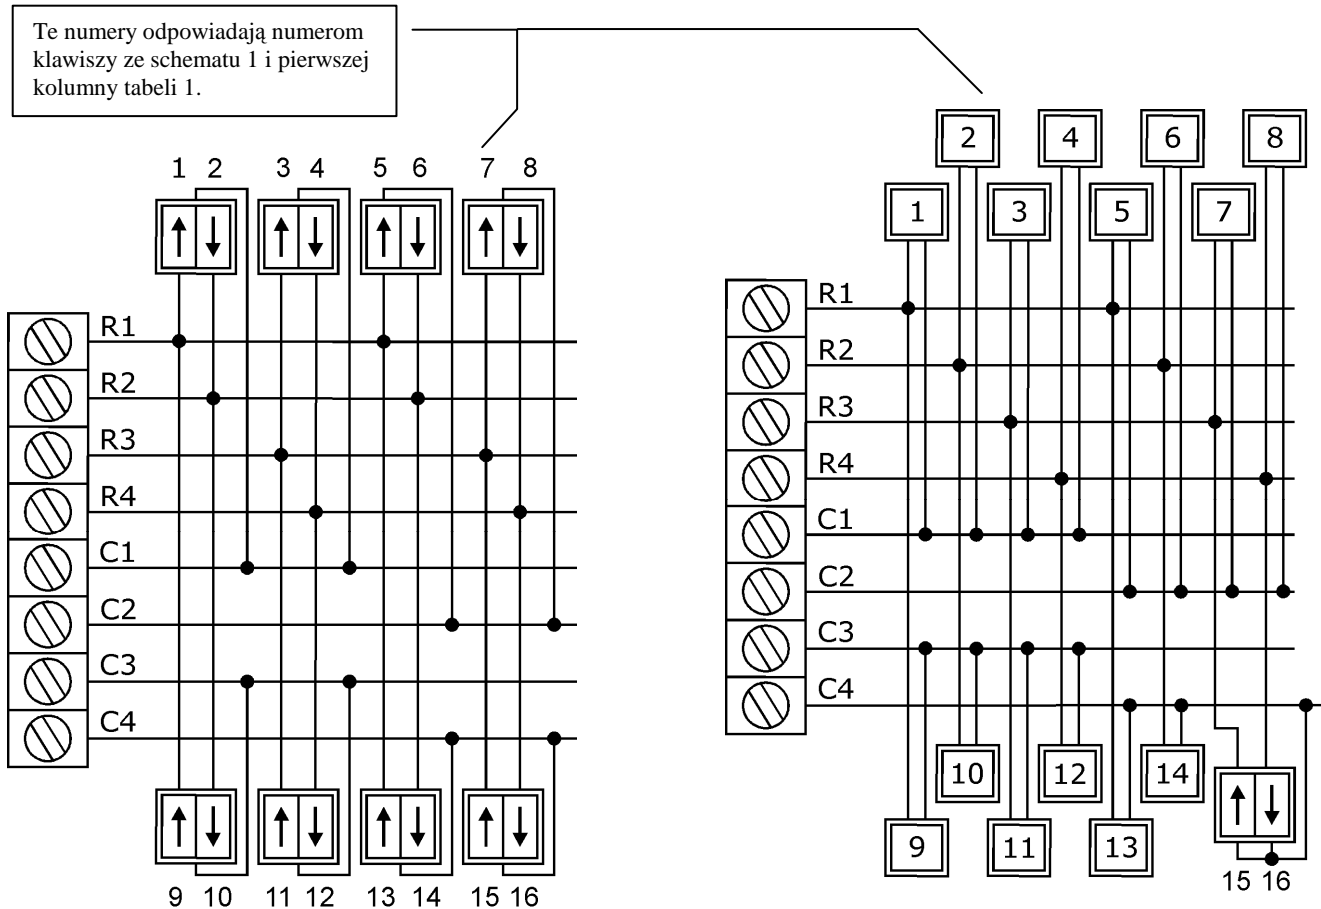 Te numery odpowiadają numerom
klawiszy ze schematu 1 i pierwszej
kolumny tabeli 1.
1 2 3 4 5 6 7 8
R1
R2
R3
R4
C1
C2
C3
C4
9 10 11 12 13 14 15 16
2 4 6 8
1 3 5 7
R1
R2
R3
R4
C1
C2
C3
C4
10 12 14
9 11 13
15 16